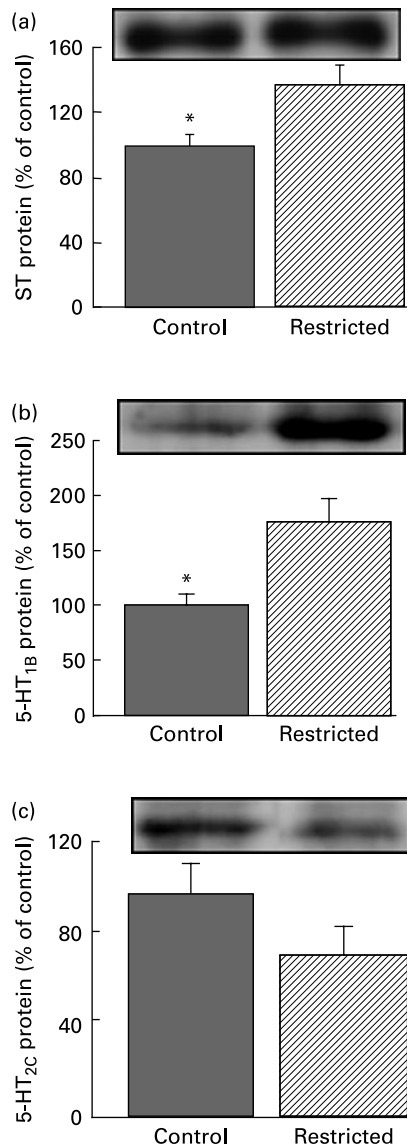 (a)
ST protein (% of control)
160
120
80
40
0
*
Control Restricted
(b)
5-HT1B protein (% of control)
250
200
150
100
50
0
*
Control Restricted
(c)
5-HT2C protein (% of control)
120
80
40
0
Control Restricted